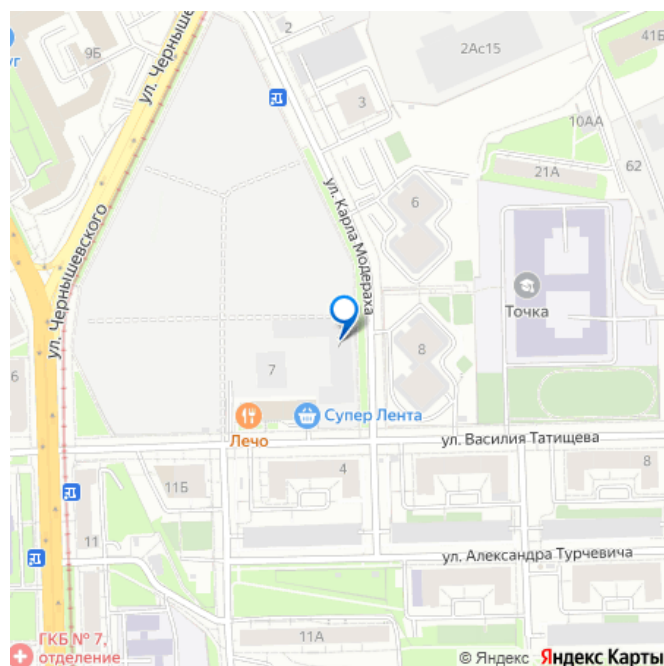 2
41Б
9Б
2Ас15
ул. Чернышевского
3
10АА
62
21А
ул. Карла Модераха
6
Точка
ул. Чернышевского
8
7
6
Супер Лента
Лечо
ул. Василия Татищева
4
8
11Б
11
ул. Александра Турчевича
11А
ГКБ № 7,
отделение
© Яндекс Яндекс Карты